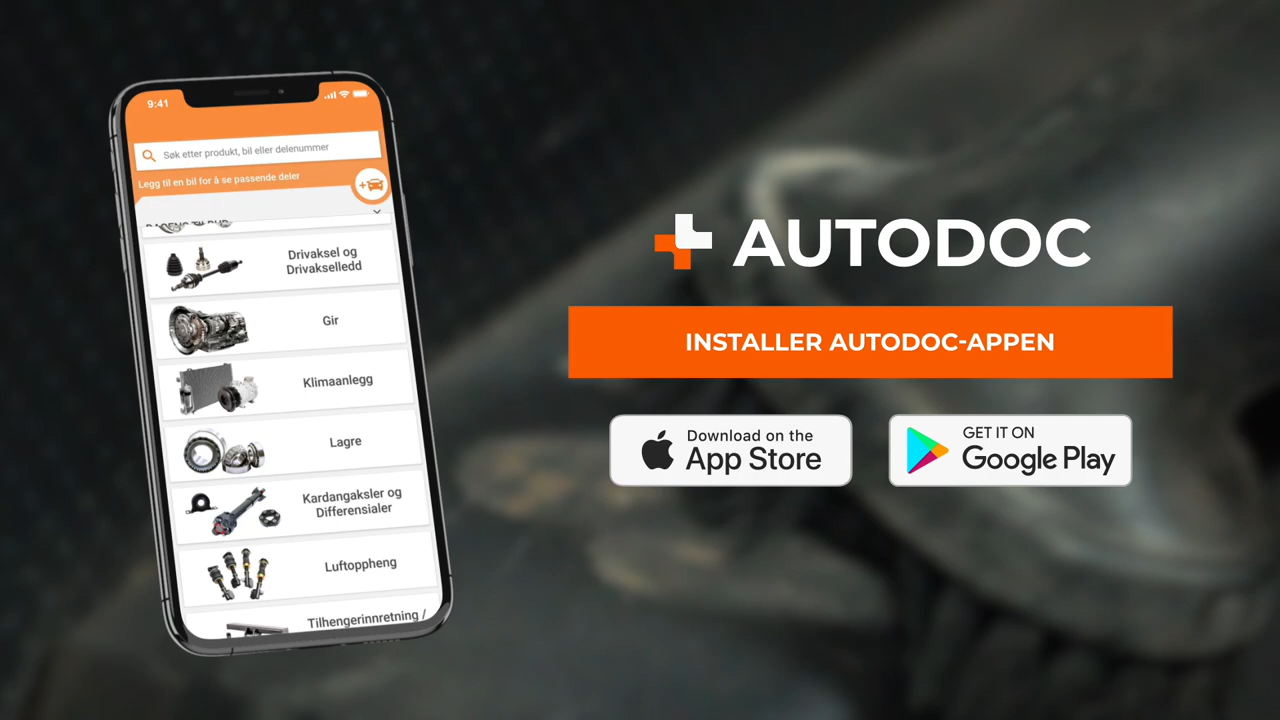 9:41
Søk etter produkt, bil eller delenummer
Legg til en bil for å se passende deler
Drivaksel og
Drivakselledd
Gir
Klimaanlegg
Lagre
Kardangaksler og
Differensialer
Luftoppheng
Tilhengerinnretning /
AUTODOC
INSTALLER AUTODOC-APPEN
Download on the
App Store
GET IT ON
Google Play